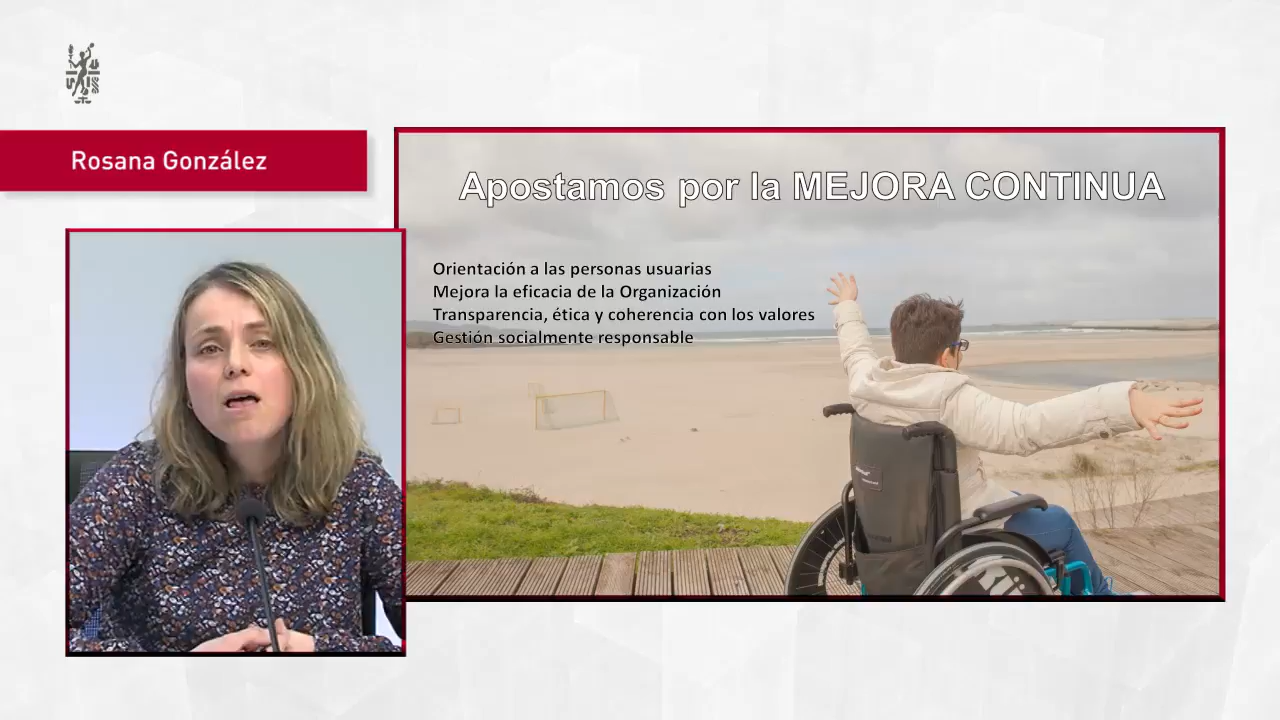 Rosana González
Apostamos por la MEJORA CONTINUA
Orientación a las personas usuarias
Mejora la eficacia de la Organización
Transparencia, ética y coherencia con los valores
Gestión socialmente responsable